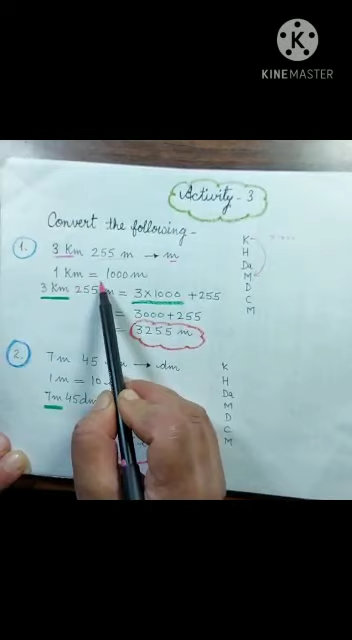 K
KINEMASTER
Activity - 3
Convert the following -
1. 3 Km 255 m → m
1 Km = 1000 m
3 Km 255 m = 3×1000 + 255
= 3000 + 255
= 3255 m
K
H
Da
M
D
C
M
2. 7m 45 dm → dm
1m = 10
7m 45dm
K
H
Da
M
D
C
M